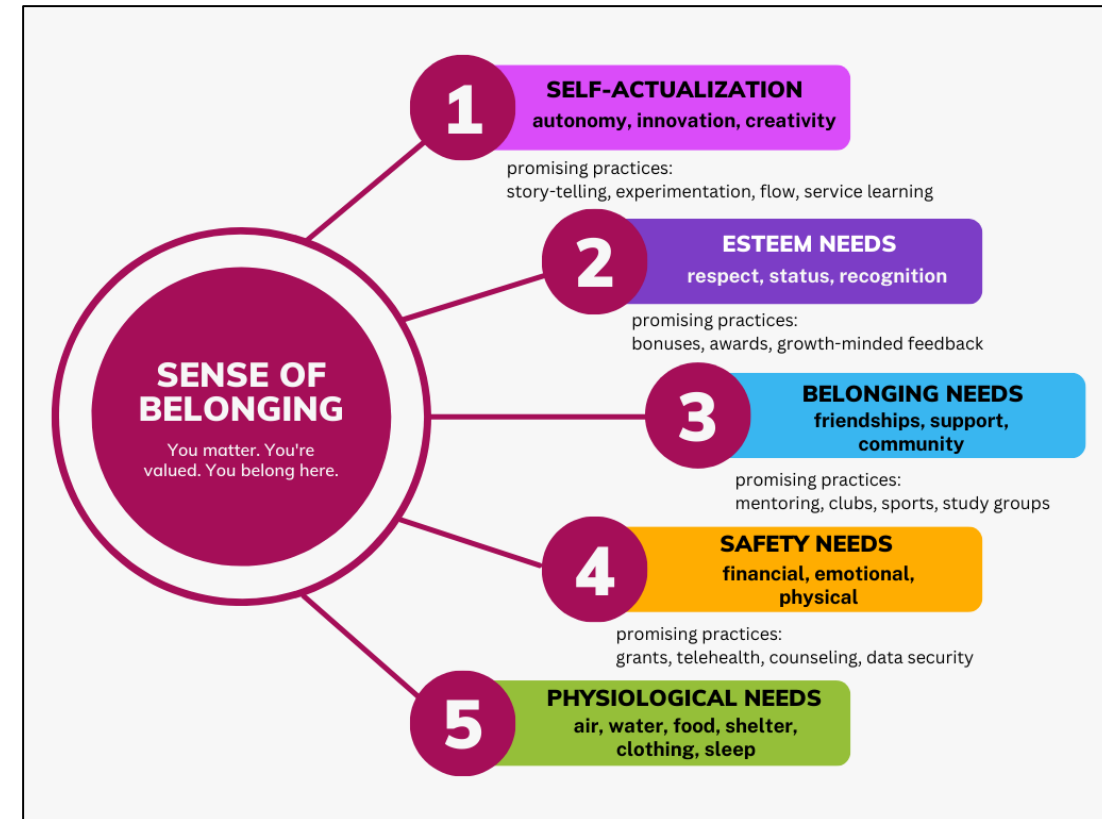 SENSE OF
BELONGING
You matter. You're
valued. You belong here.
1
SELF-ACTUALIZATION
autonomy, innovation, creativity
promising practices:
story-telling, experimentation, flow, service learning
2
ESTEEM NEEDS
respect, status, recognition
promising practices:
bonuses, awards, growth-minded feedback
3
BELONGING NEEDS
friendships, support,
community
promising practices:
mentoring, clubs, sports, study groups
4
SAFETY NEEDS
financial, emotional,
physical
promising practices:
grants, telehealth, counseling, data security
5
PHYSIOLOGICAL NEEDS
air, water, food, shelter,
clothing, sleep